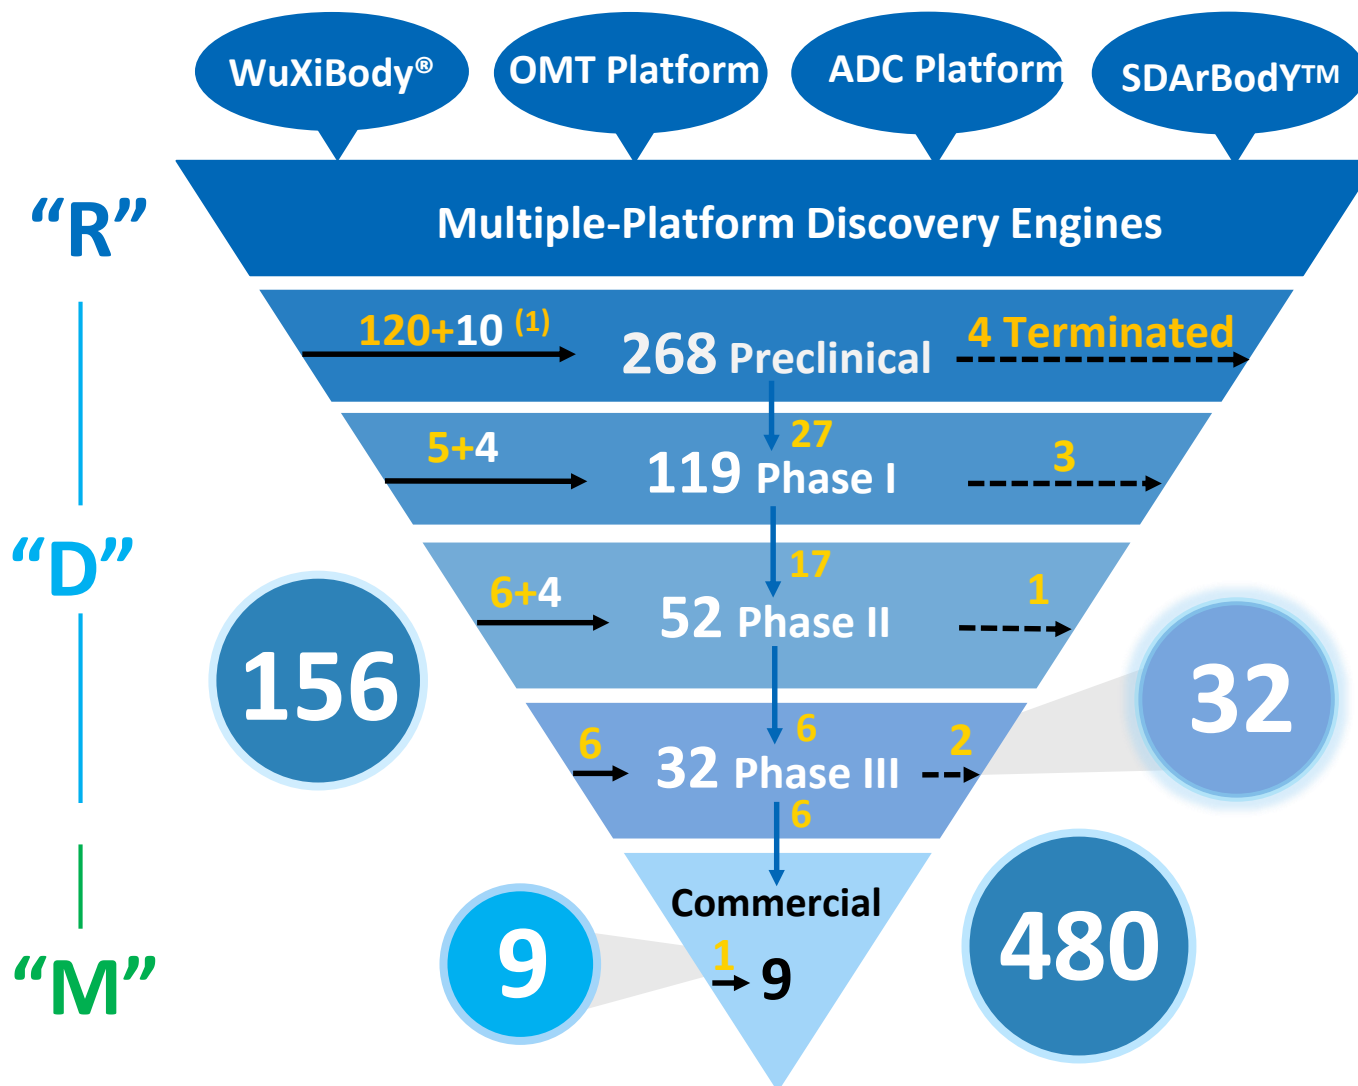 WuXiBody®
OMT Platform
ADC Platform
SDArBodY™
“R”
Multiple-Platform Discovery Engines
120+10 (1)
268 Preclinical
4 Terminated
27
5+4
119 Phase I
3
“D”
17
6+4
52 Phase II
1
156
32
6
6
32 Phase III
2
6
Commercial
“M”
9
1
9
480